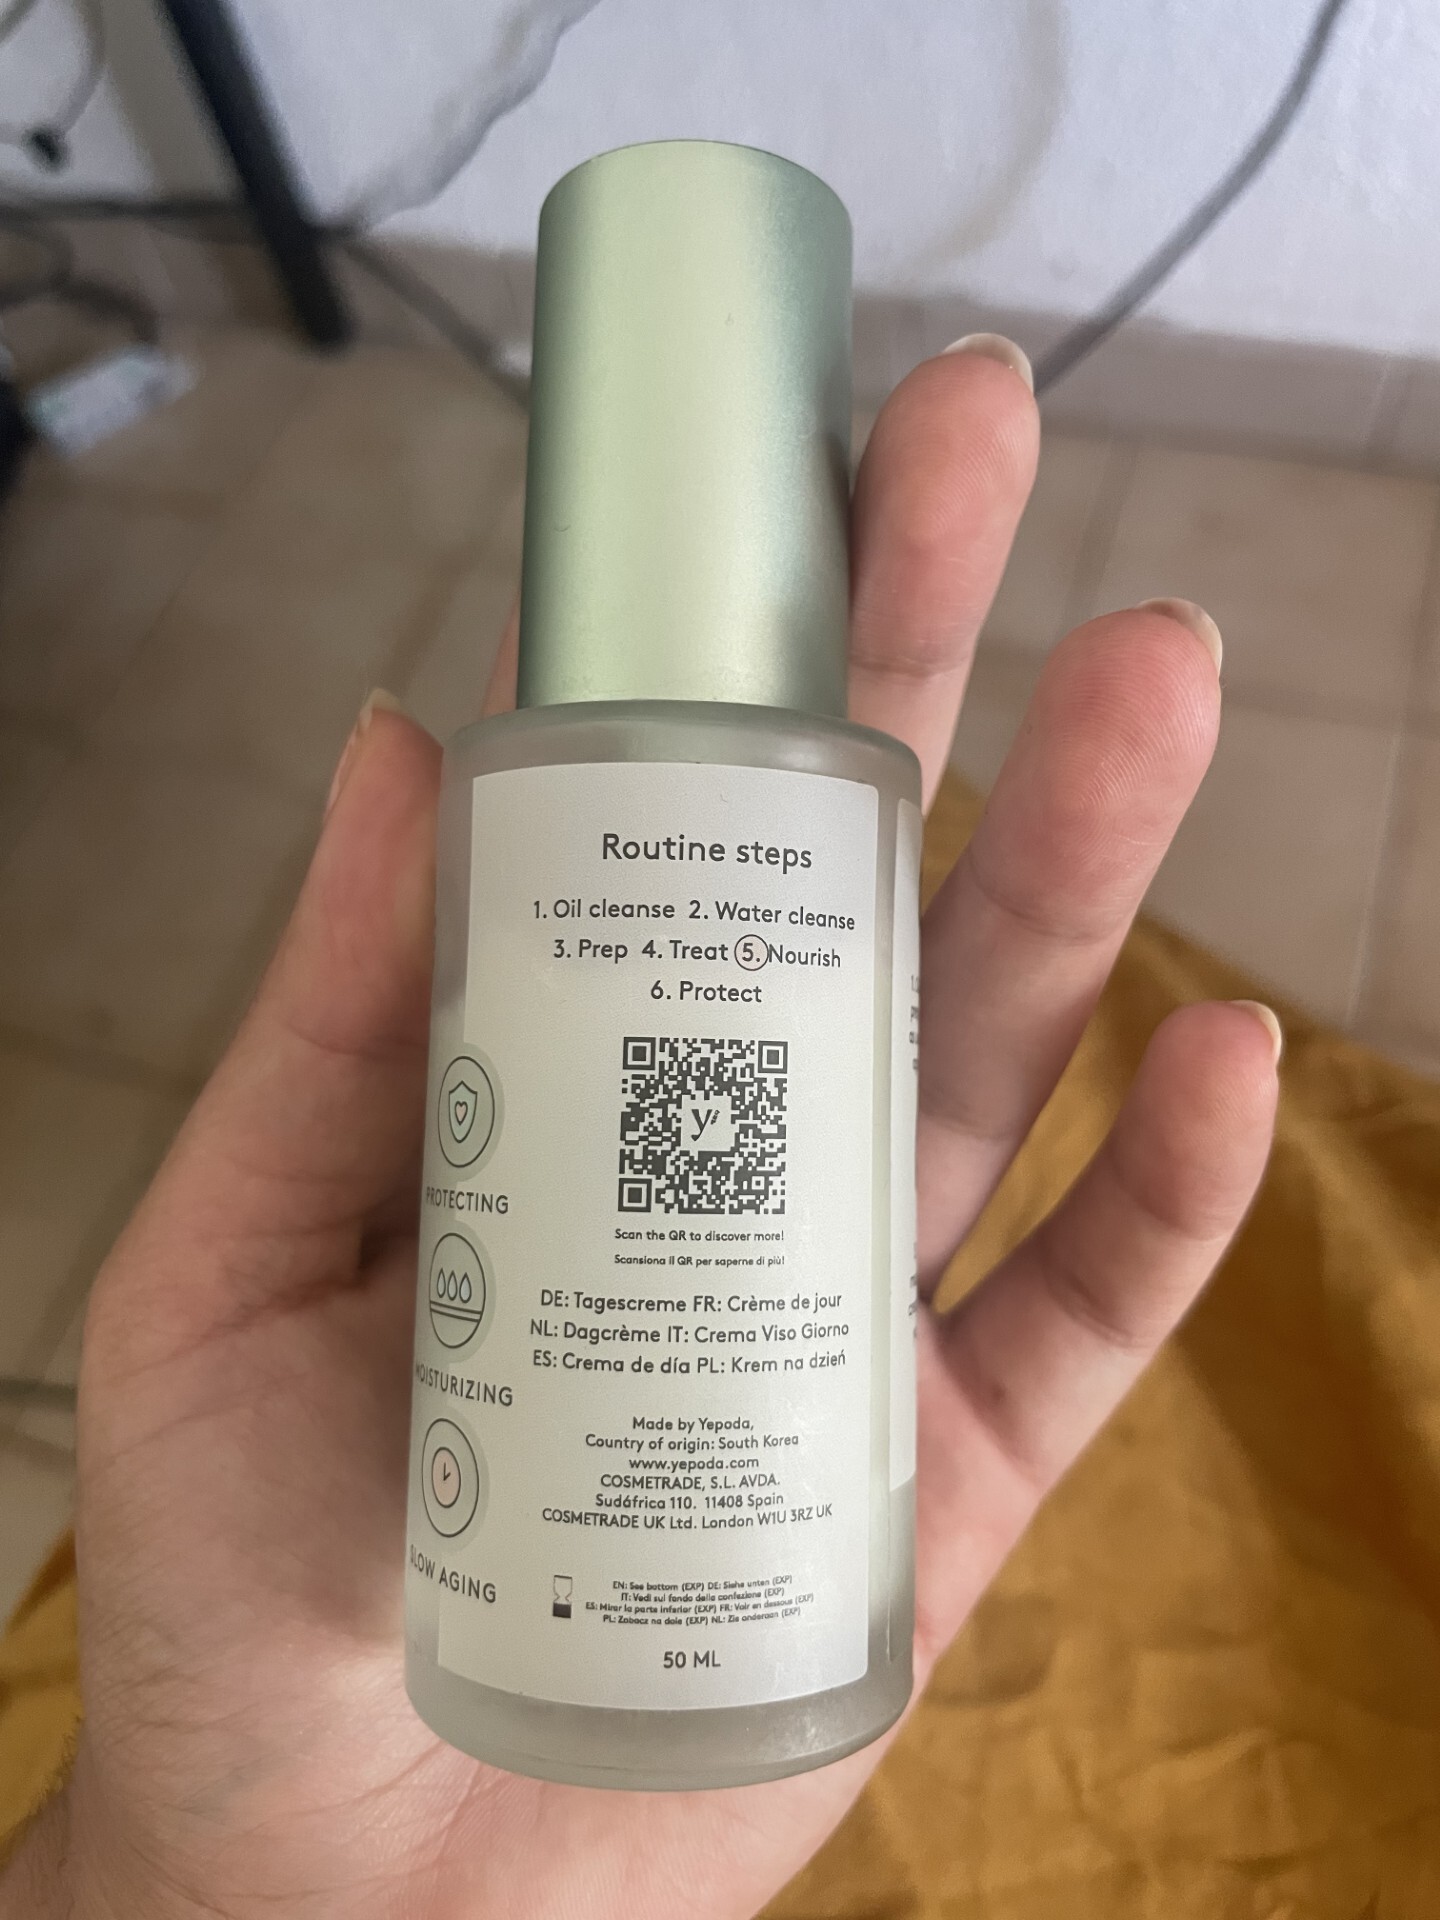 Routine steps
1. Oil cleanse 2. Water cleanse
3. Prep 4. Treat 5. Nourish
6. Protect
y
PROTECTING
MOISTURIZING
SLOW AGING
Scan the QR to discover more!
Scansiona il QR per saperne di più!
DE: Tagescreme FR: Crème de jour
NL: Dagcrème IT: Crema Viso Giorno
ES: Crema de día PL: Krem na dzień
Made by Yepoda,
Country of origin: South Korea
www.yepoda.com
COSMETRADE, S.L. AVDA.
Sudáfrica 110. 11408 Spain
COSMETRADE UK Ltd. London W1U 3RZ UK
EN: See bottom (EXP) DE: Siehe unten (EXP)
IT: Vedi sul fondo della confezione (EXP)
ES: Mirar la parte inferior (EXP) FR: Voir en dessous (EXP)
PL: Zobacz na dole (EXP) NL: Zie onderaan (EXP)
50 ML